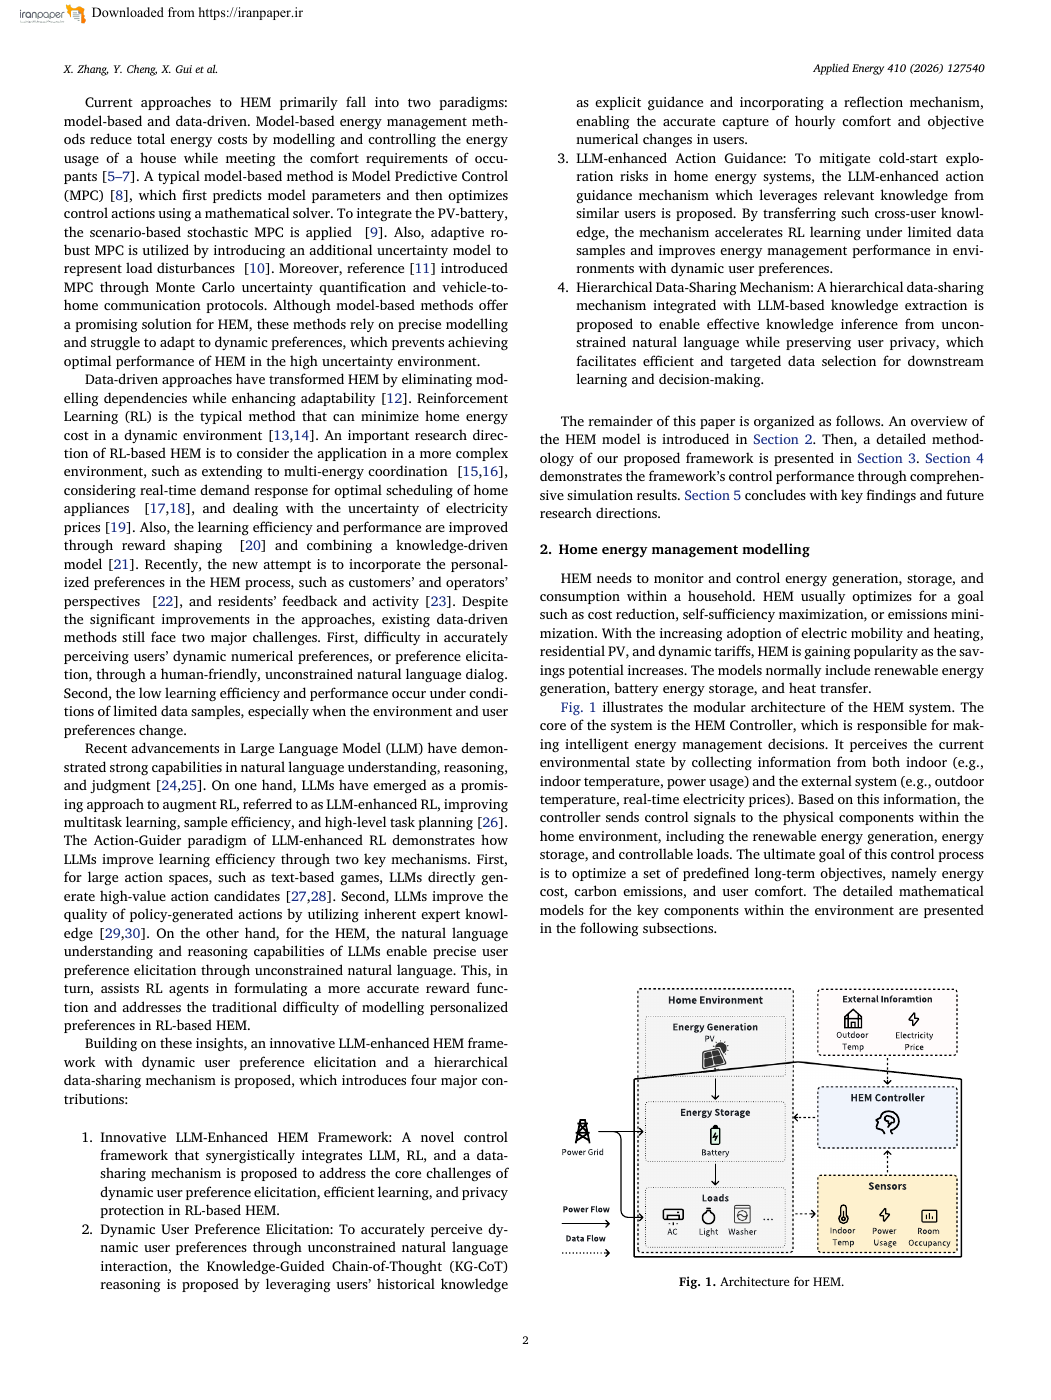 iranpaper Downloaded from https://iranpaper.ir
X. Zhang, Y. Cheng, X. Gui et al.
Applied Energy 410 (2026) 127540
Current approaches to HEM primarily fall into two paradigms:
model-based and data-driven. Model-based energy management meth-
ods reduce total energy costs by modelling and controlling the energy
usage of a house while meeting the comfort requirements of occu-
pants [5–7]. A typical model-based method is Model Predictive Control
(MPC) [8], which first predicts model parameters and then optimizes
control actions using a mathematical solver. To integrate the PV-battery,
the scenario-based stochastic MPC is applied [9]. Also, adaptive ro-
bust MPC is utilized by introducing an additional uncertainty model to
represent load disturbances [10]. Moreover, reference [11] introduced
MPC through Monte Carlo uncertainty quantification and vehicle-to-
home communication protocols. Although model-based methods offer
a promising solution for HEM, these methods rely on precise modelling
and struggle to adapt to dynamic preferences, which prevents achieving
optimal performance of HEM in the high uncertainty environment.
Data-driven approaches have transformed HEM by eliminating mod-
elling dependencies while enhancing adaptability [12]. Reinforcement
Learning (RL) is the typical method that can minimize home energy
cost in a dynamic environment [13,14]. An important research direc-
tion of RL-based HEM is to consider the application in a more complex
environment, such as extending to multi-energy coordination [15,16],
considering real-time demand response for optimal scheduling of home
appliances [17,18], and dealing with the uncertainty of electricity
prices [19]. Also, the learning efficiency and performance are improved
through reward shaping [20] and combining a knowledge-driven
model [21]. Recently, the new attempt is to incorporate the personal-
ized preferences in the HEM process, such as customers' and operators'
perspectives [22], and residents' feedback and activity [23]. Despite
the significant improvements in the approaches, existing data-driven
methods still face two major challenges. First, difficulty in accurately
perceiving users' dynamic numerical preferences, or preference elicita-
tion, through a human-friendly, unconstrained natural language dialog.
Second, the low learning efficiency and performance occur under condi-
tions of limited data samples, especially when the environment and user
preferences change.
Recent advancements in Large Language Model (LLM) have demon-
strated strong capabilities in natural language understanding, reasoning,
and judgment [24,25]. On one hand, LLMs have emerged as a promis-
ing approach to augment RL, referred to as LLM-enhanced RL, improving
multitask learning, sample efficiency, and high-level task planning [26].
The Action-Guider paradigm of LLM-enhanced RL demonstrates how
LLMs improve learning efficiency through two key mechanisms. First,
for large action spaces, such as text-based games, LLMs directly gen-
erate high-value action candidates [27,28]. Second, LLMs improve the
quality of policy-generated actions by utilizing inherent expert knowl-
edge [29,30]. On the other hand, for the HEM, the natural language
understanding and reasoning capabilities of LLMs enable precise user
preference elicitation through unconstrained natural language. This, in
turn, assists RL agents in formulating a more accurate reward func-
tion and addresses the traditional difficulty of modelling personalized
preferences in RL-based HEM.
Building on these insights, an innovative LLM-enhanced HEM frame-
work with dynamic user preference elicitation and a hierarchical
data-sharing mechanism is proposed, which introduces four major con-
tributions:
1. Innovative LLM-Enhanced HEM Framework: A novel control
framework that synergistically integrates LLM, RL, and a data-
sharing mechanism is proposed to address the core challenges of
dynamic user preference elicitation, efficient learning, and privacy
protection in RL-based HEM.
2. Dynamic User Preference Elicitation: To accurately perceive dy-
namic user preferences through unconstrained natural language
interaction, the Knowledge-Guided Chain-of-Thought (KG-CoT)
reasoning is proposed by leveraging users' historical knowledge
as explicit guidance and incorporating a reflection mechanism,
enabling the accurate capture of hourly comfort and objective
numerical changes in users.
3. LLM-enhanced Action Guidance: To mitigate cold-start explo-
ration risks in home energy systems, the LLM-enhanced action
guidance mechanism which leverages relevant knowledge from
similar users is proposed. By transferring such cross-user knowl-
edge, the mechanism accelerates RL learning under limited data
samples and improves energy management performance in envi-
ronments with dynamic user preferences.
4. Hierarchical Data-Sharing Mechanism: A hierarchical data-sharing
mechanism integrated with LLM-based knowledge extraction is
proposed to enable effective knowledge inference from uncon-
strained natural language while preserving user privacy, which
facilitates efficient and targeted data selection for downstream
learning and decision-making.
The remainder of this paper is organized as follows. An overview of
the HEM model is introduced in Section 2. Then, a detailed method-
ology of our proposed framework is presented in Section 3. Section 4
demonstrates the framework's control performance through comprehen-
sive simulation results. Section 5 concludes with key findings and future
research directions.
2. Home energy management modelling
HEM needs to monitor and control energy generation, storage, and
consumption within a household. HEM usually optimizes for a goal
such as cost reduction, self-sufficiency maximization, or emissions mini-
mization. With the increasing adoption of electric mobility and heating,
residential PV, and dynamic tariffs, HEM is gaining popularity as the sav-
ings potential increases. The models normally include renewable energy
generation, battery energy storage, and heat transfer.
Fig. 1 illustrates the modular architecture of the HEM system. The
core of the system is the HEM Controller, which is responsible for mak-
ing intelligent energy management decisions. It perceives the current
environmental state by collecting information from both indoor (e.g.,
indoor temperature, power usage) and the external system (e.g., outdoor
temperature, real-time electricity prices). Based on this information, the
controller sends control signals to the physical components within the
home environment, including the renewable energy generation, energy
storage, and controllable loads. The ultimate goal of this control process
is to optimize a set of predefined long-term objectives, namely energy
cost, carbon emissions, and user comfort. The detailed mathematical
models for the key components within the environment are presented
in the following subsections.
Home Environment
External Inforamtion
Energy Generation
PV
Outdoor
Temp
Electricity
Price
HEM Controller
Energy Storage
Battery
Power Grid
Sensors
Loads
AC Light Washer ...
Indoor
Temp
Power
Usage
Room
Occupancy
Power Flow
Data Flow
Fig. 1. Architecture for HEM.
2